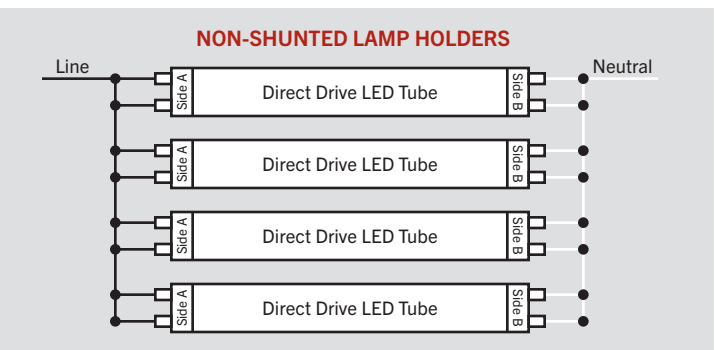 NON-SHUNTED LAMP HOLDERS
Line
Neutral
Side A
Direct Drive LED Tube
Side B
Side A
Direct Drive LED Tube
Side B
Side A
Direct Drive LED Tube
Side B
Side A
Direct Drive LED Tube
Side B